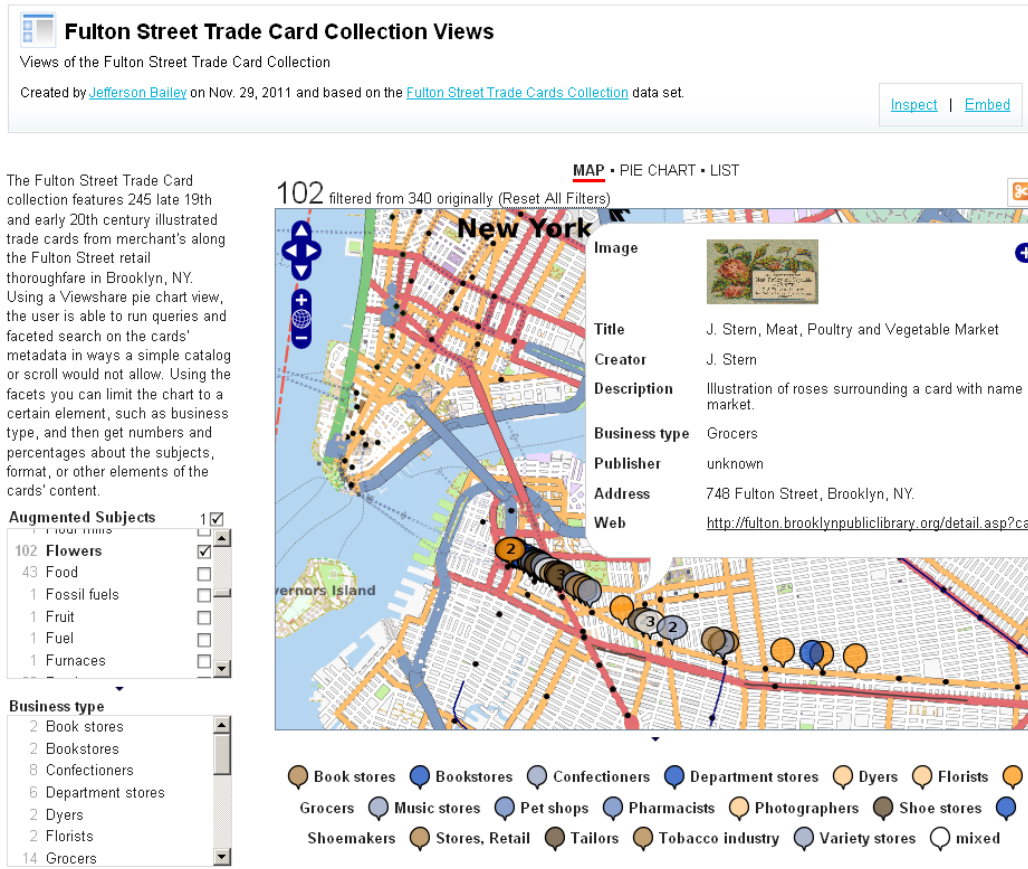 Fulton Street Trade Card Collection Views
Views of the Fulton Street Trade Card Collection
Created by Jefferson Bailey on Nov. 29, 2011 and based on the Fulton Street Trade Cards Collection data set.
Inspect | Embed
The Fulton Street Trade Card
collection features 245 late 19th
and early 20th century illustrated
trade cards from merchant's along
the Fulton Street retail
thoroughfare in Brooklyn, NY.
Using a Viewshare pie chart view,
the user is able to run queries and
faceted search on the cards'
metadata in ways a simple catalog
or scroll would not allow. Using the
facets you can limit the chart to a
certain element, such as business
type, and then get numbers and
percentages about the subjects,
format, or other elements of the
cards' content.
Augmented Subjects 1
1 Flour mills
102 Flowers
43 Food
1 Fossil fuels
1 Fruit
1 Fuel
1 Furnaces
Business type
2 Book stores
2 Bookstores
8 Confectioners
6 Department stores
2 Dyers
2 Florists
14 Grocers
MAP • PIE CHART • LIST
102 filtered from 340 originally (Reset All Filters)
New York
vernors Island
Image
Title J. Stern, Meat, Poultry and Vegetable Market
Creator J. Stern
Description Illustration of roses surrounding a card with name
market.
Business type Grocers
Publisher unknown
Address 748 Fulton Street, Brooklyn, NY.
Web http://fulton.brooklynpubliclibrary.org/detail.asp?ca
2
3
3
2
Book stores Bookstores Confectioners Department stores Dyers Florists
Grocers Music stores Pet shops Pharmacists Photographers Shoe stores
Shoemakers Stores, Retail Tailors Tobacco industry Variety stores mixed